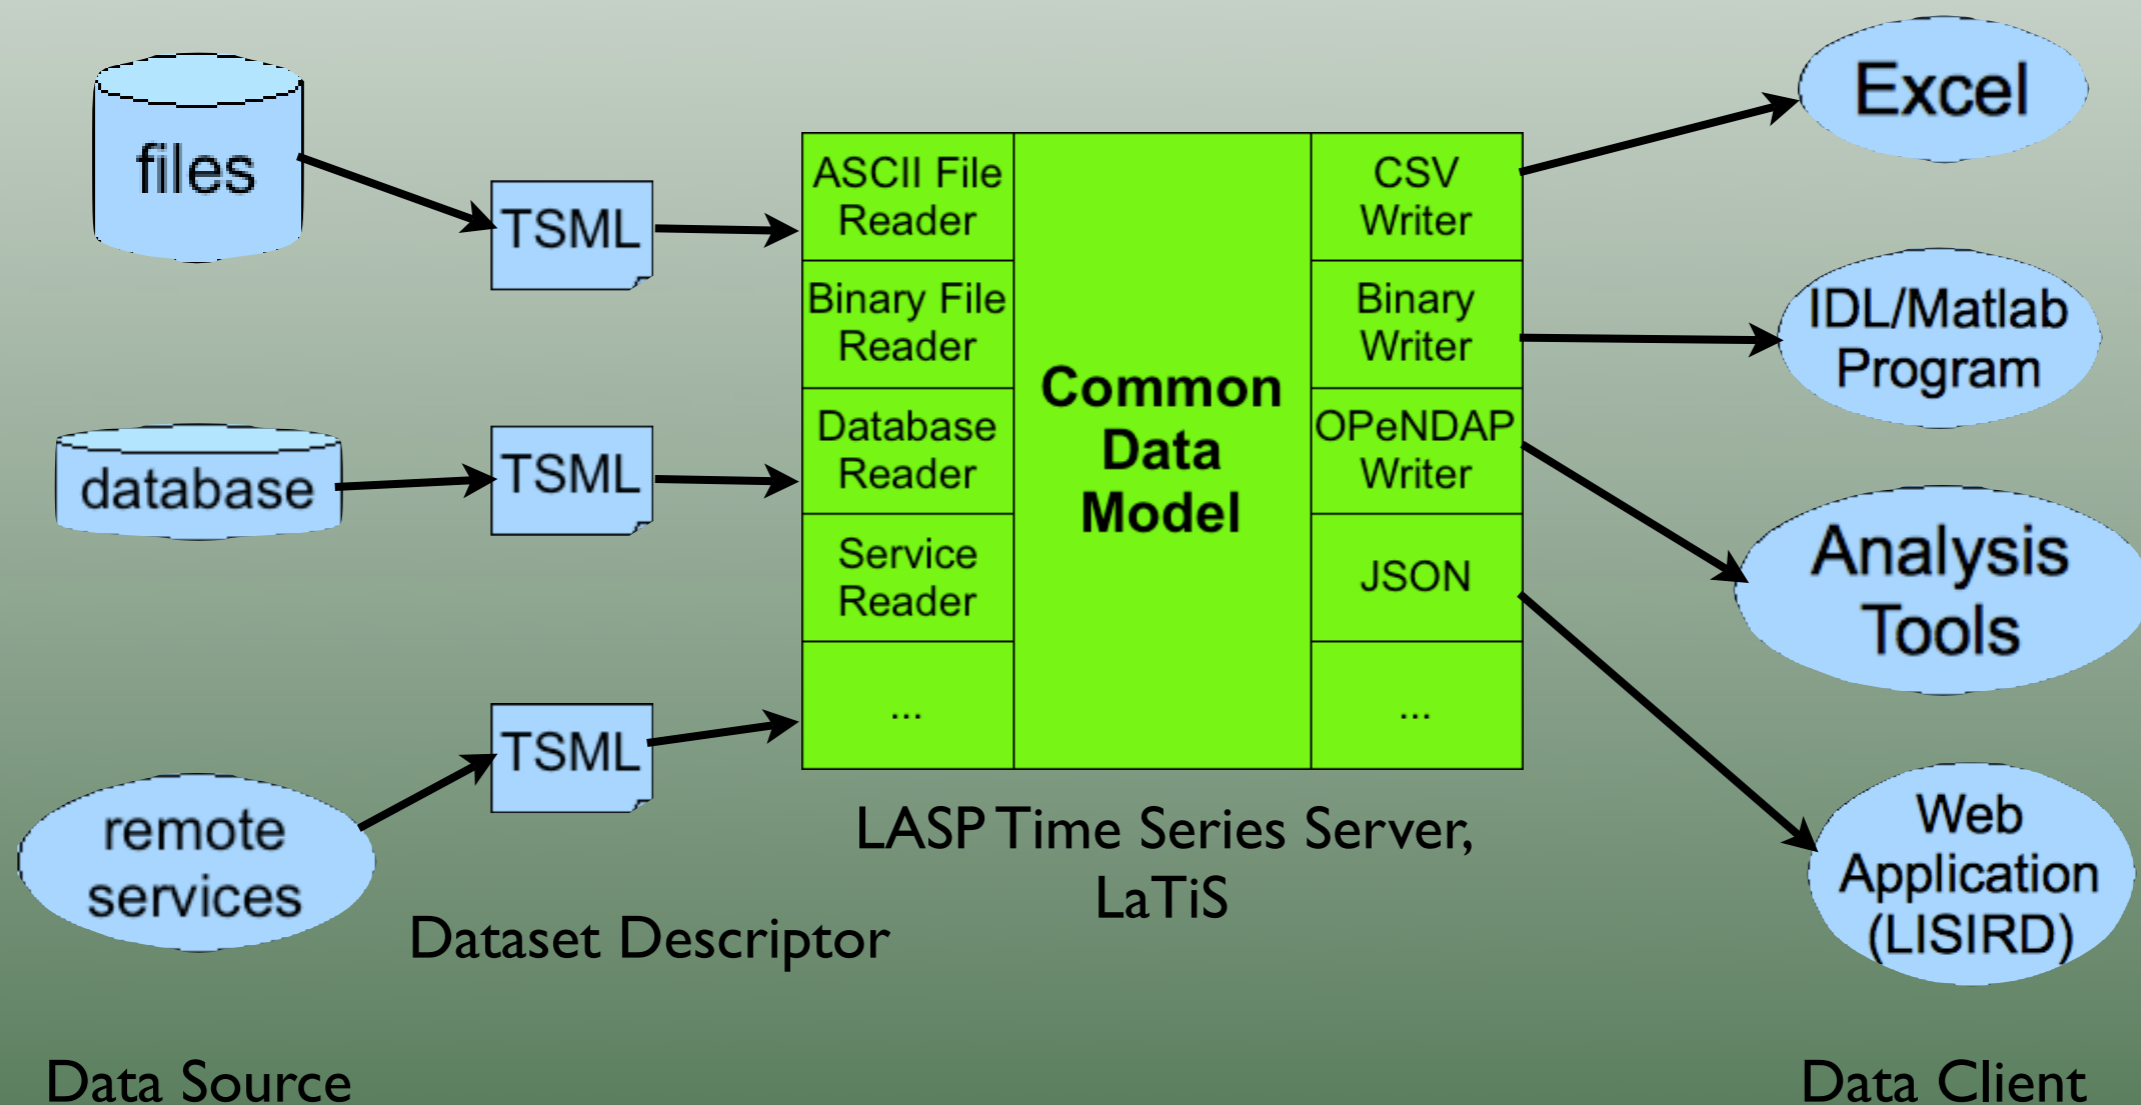 files
TSML
database
TSML
remote
services
TSML
Dataset Descriptor
Data Source
ASCII File
Reader
Binary File
Reader
Database
Reader
Service
Reader
...
Common
Data
Model
CSV
Writer
Binary
Writer
OPeNDAP
Writer
JSON
...
LASP Time Series Server,
LaTiS
Excel
IDL/Matlab
Program
Analysis
Tools
Web
Application
(LISIRD)
Data Client